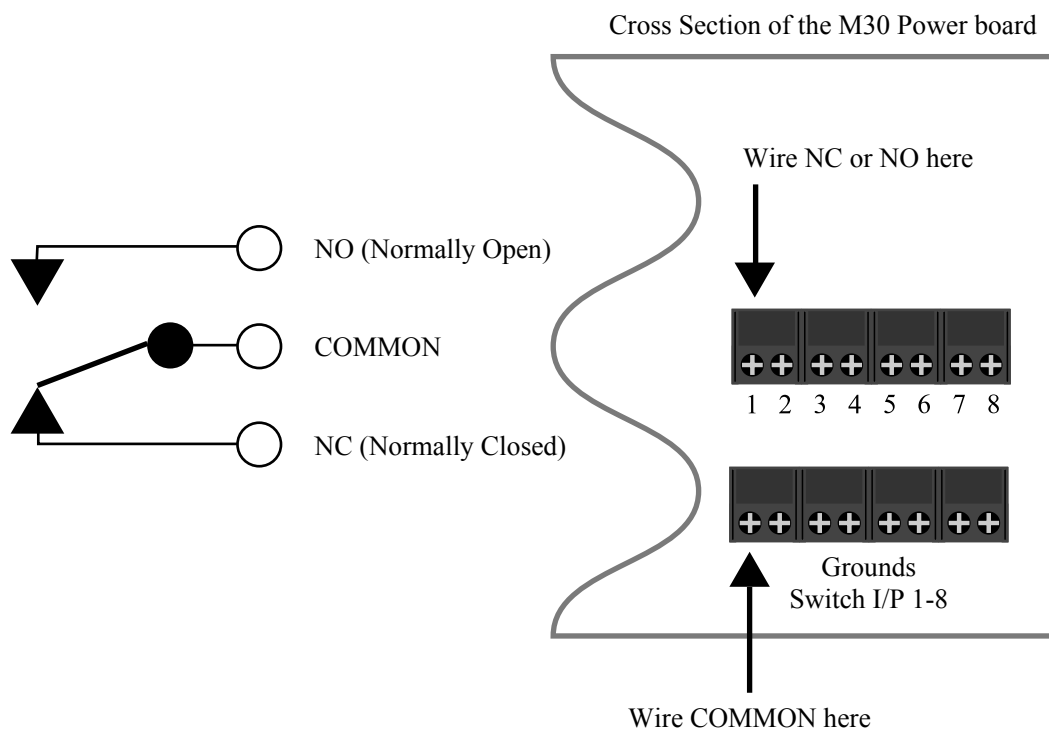 Cross Section of the M30 Power board
Wire NC or NO here
NO (Normally Open)
COMMON
NC (Normally Closed)
1 2 3 4 5 6 7 8
Grounds
Switch I/P 1-8
Wire COMMON here